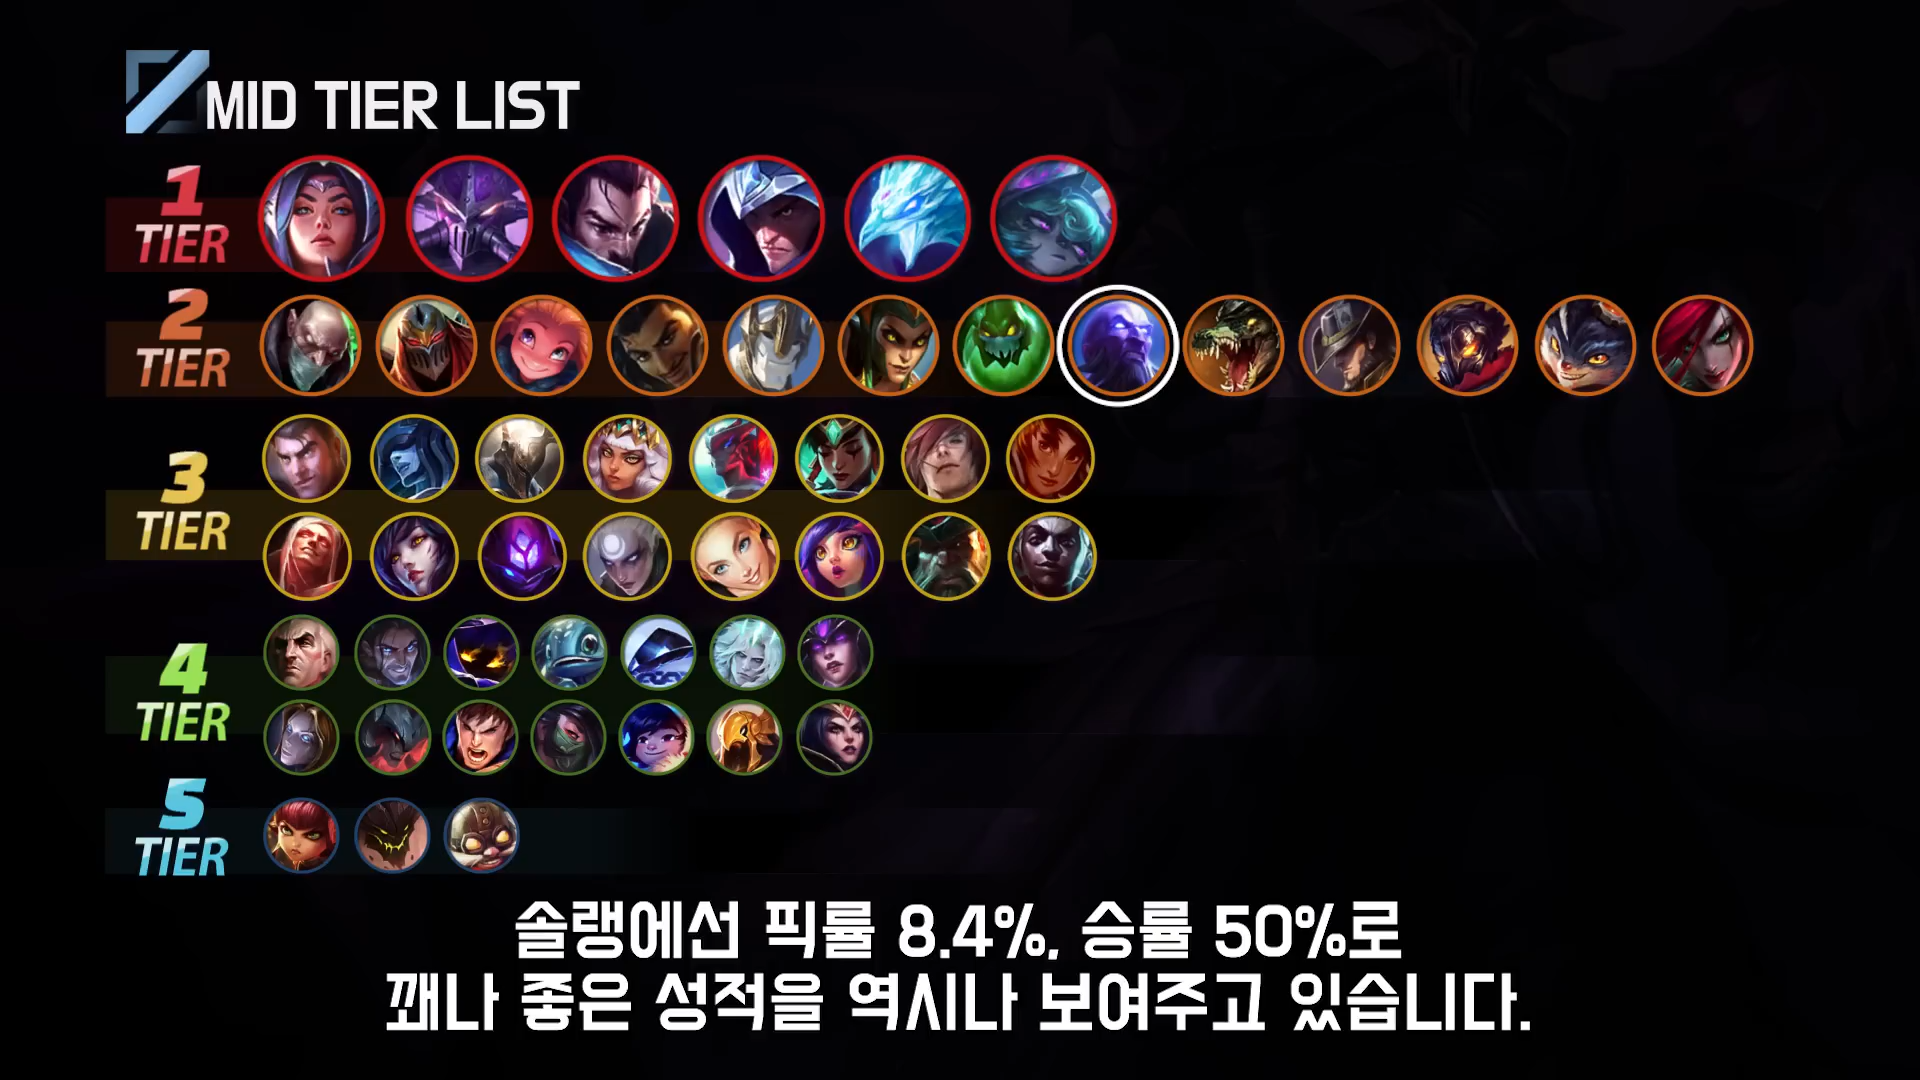 MID TIER LIST
1
TIER
2
TIER
3
TIER
4
TIER
5
TIER
솔랭에선 픽률 8.4%, 승률 50%로
꽤나 좋은 성적을 역시나 보여주고 있습니다.